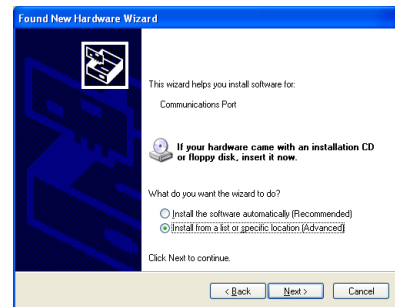 Found New Hardware Wizard
This wizard helps you install software for:
Communications Port
If your hardware came with an installation CD
or floppy disk, insert it now.
What do you want the wizard to do?
Install the software automatically (Recommended)
Install from a list or specific location (Advanced)
Click Next to continue.
< Back Next > Cancel